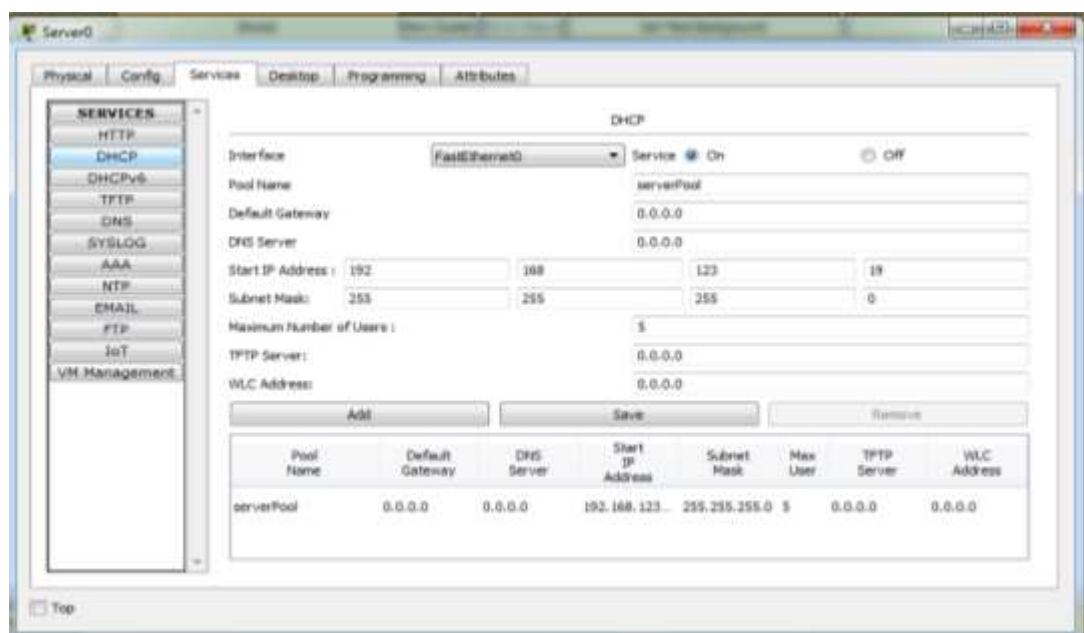 Server0
Physical Config Services Desktop Programming Attributes
SERVICES
HTTP
DHCP
DHCPv6
TFTP
DNS
SYSLOG
AAA
NTP
EMAIL
FTP
IoT
VM Management
DHCP
Interface FastEthernet0 Service On Off
Pool Name serverPool
Default Gateway 0.0.0.0
DNS Server 0.0.0.0
Start IP Address : 192 168 123 19
Subnet Mask: 255 255 255 0
Maximum Number of Users : 5
TFTP Server: 0.0.0.0
WLC Address: 0.0.0.0
Add Save Remove
Pool Name Default Gateway DNS Server Start IP Address Subnet Mask Max User TFTP Server WLC Address
serverPool 0.0.0.0 0.0.0.0 192.168.123... 255.255.255.0 5 0.0.0.0 0.0.0.0
Top